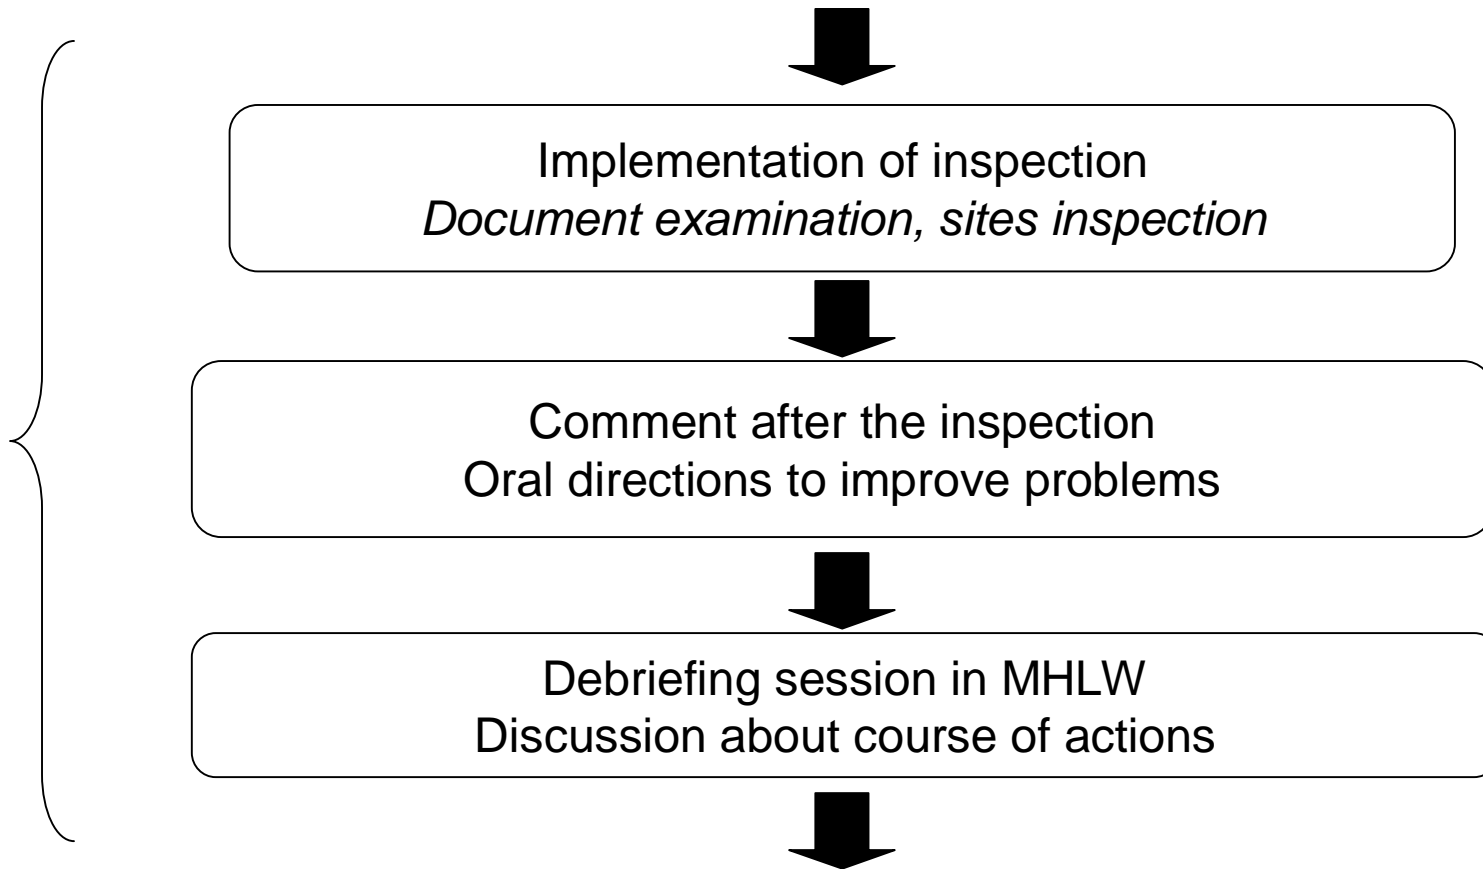 Implementation of inspection
Document examination, sites inspection
Comment after the inspection
Oral directions to improve problems
Debriefing session in MHLW
Discussion about course of actions